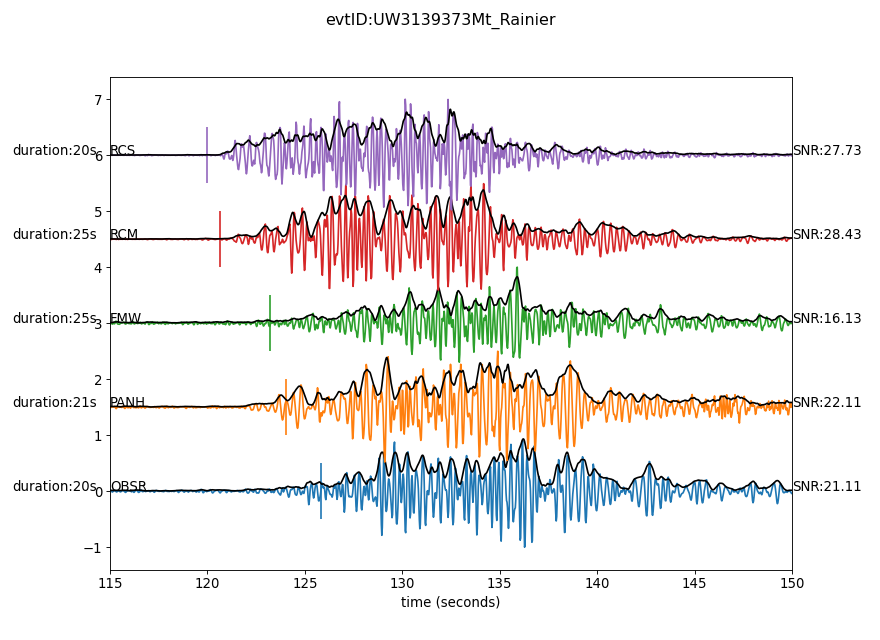 evtID:UW3139373Mt_Rainier
7
duration:20s 6 RCS SNR:27.73
5
duration:25s RCM SNR:28.43
4
duration:25s 3 FMW SNR:16.13
2
duration:21s PANH SNR:22.11
1
duration:20s 0 OBSR SNR:21.11
−1
115 120 125 130 135 140 145 150
time (seconds)